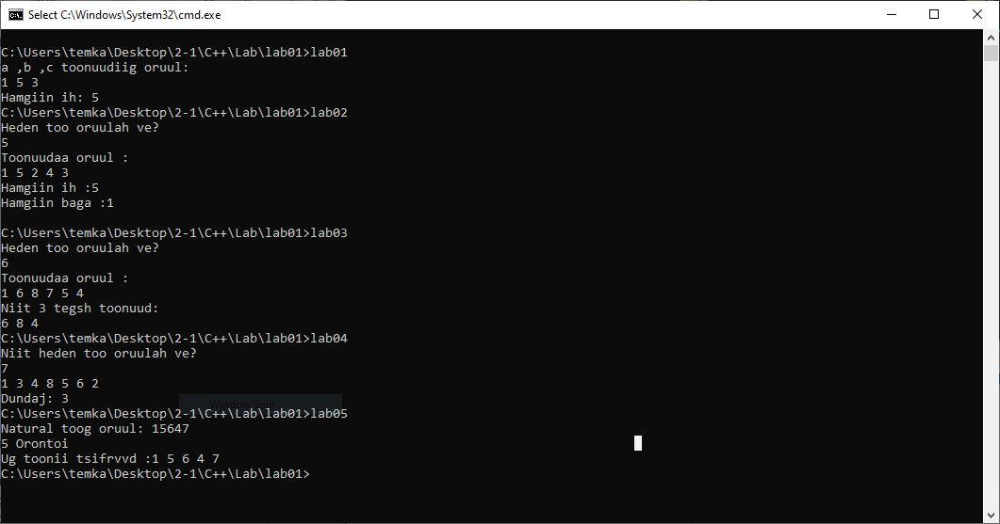 Select C:\Windows\System32\cmd.exe
C:\Users\temka\Desktop\2-1\C++\Lab\lab01>lab01
a ,b ,c toonuudiig oruul:
1 5 3
Hamgiin ih: 5
C:\Users\temka\Desktop\2-1\C++\Lab\lab01>lab02
Heden too oruulah ve?
5
Toonuudaa oruul :
1 5 2 4 3
Hamgiin ih :5
Hamgiin baga :1
C:\Users\temka\Desktop\2-1\C++\Lab\lab01>lab03
Heden too oruulah ve?
6
Toonuudaa oruul :
1 6 8 7 5 4
Niit 3 tegsh toonuud:
6 8 4
C:\Users\temka\Desktop\2-1\C++\Lab\lab01>lab04
Niit heden too oruulah ve?
7
1 3 4 8 5 6 2
Dundaj: 3
Window Snip
C:\Users\temka\Desktop\2-1\C++\Lab\lab01>lab05
Natural toog oruul: 15647
5 Orontoi
Ug toonii tsifrvvd :1 5 6 4 7
C:\Users\temka\Desktop\2-1\C++\Lab\lab01>